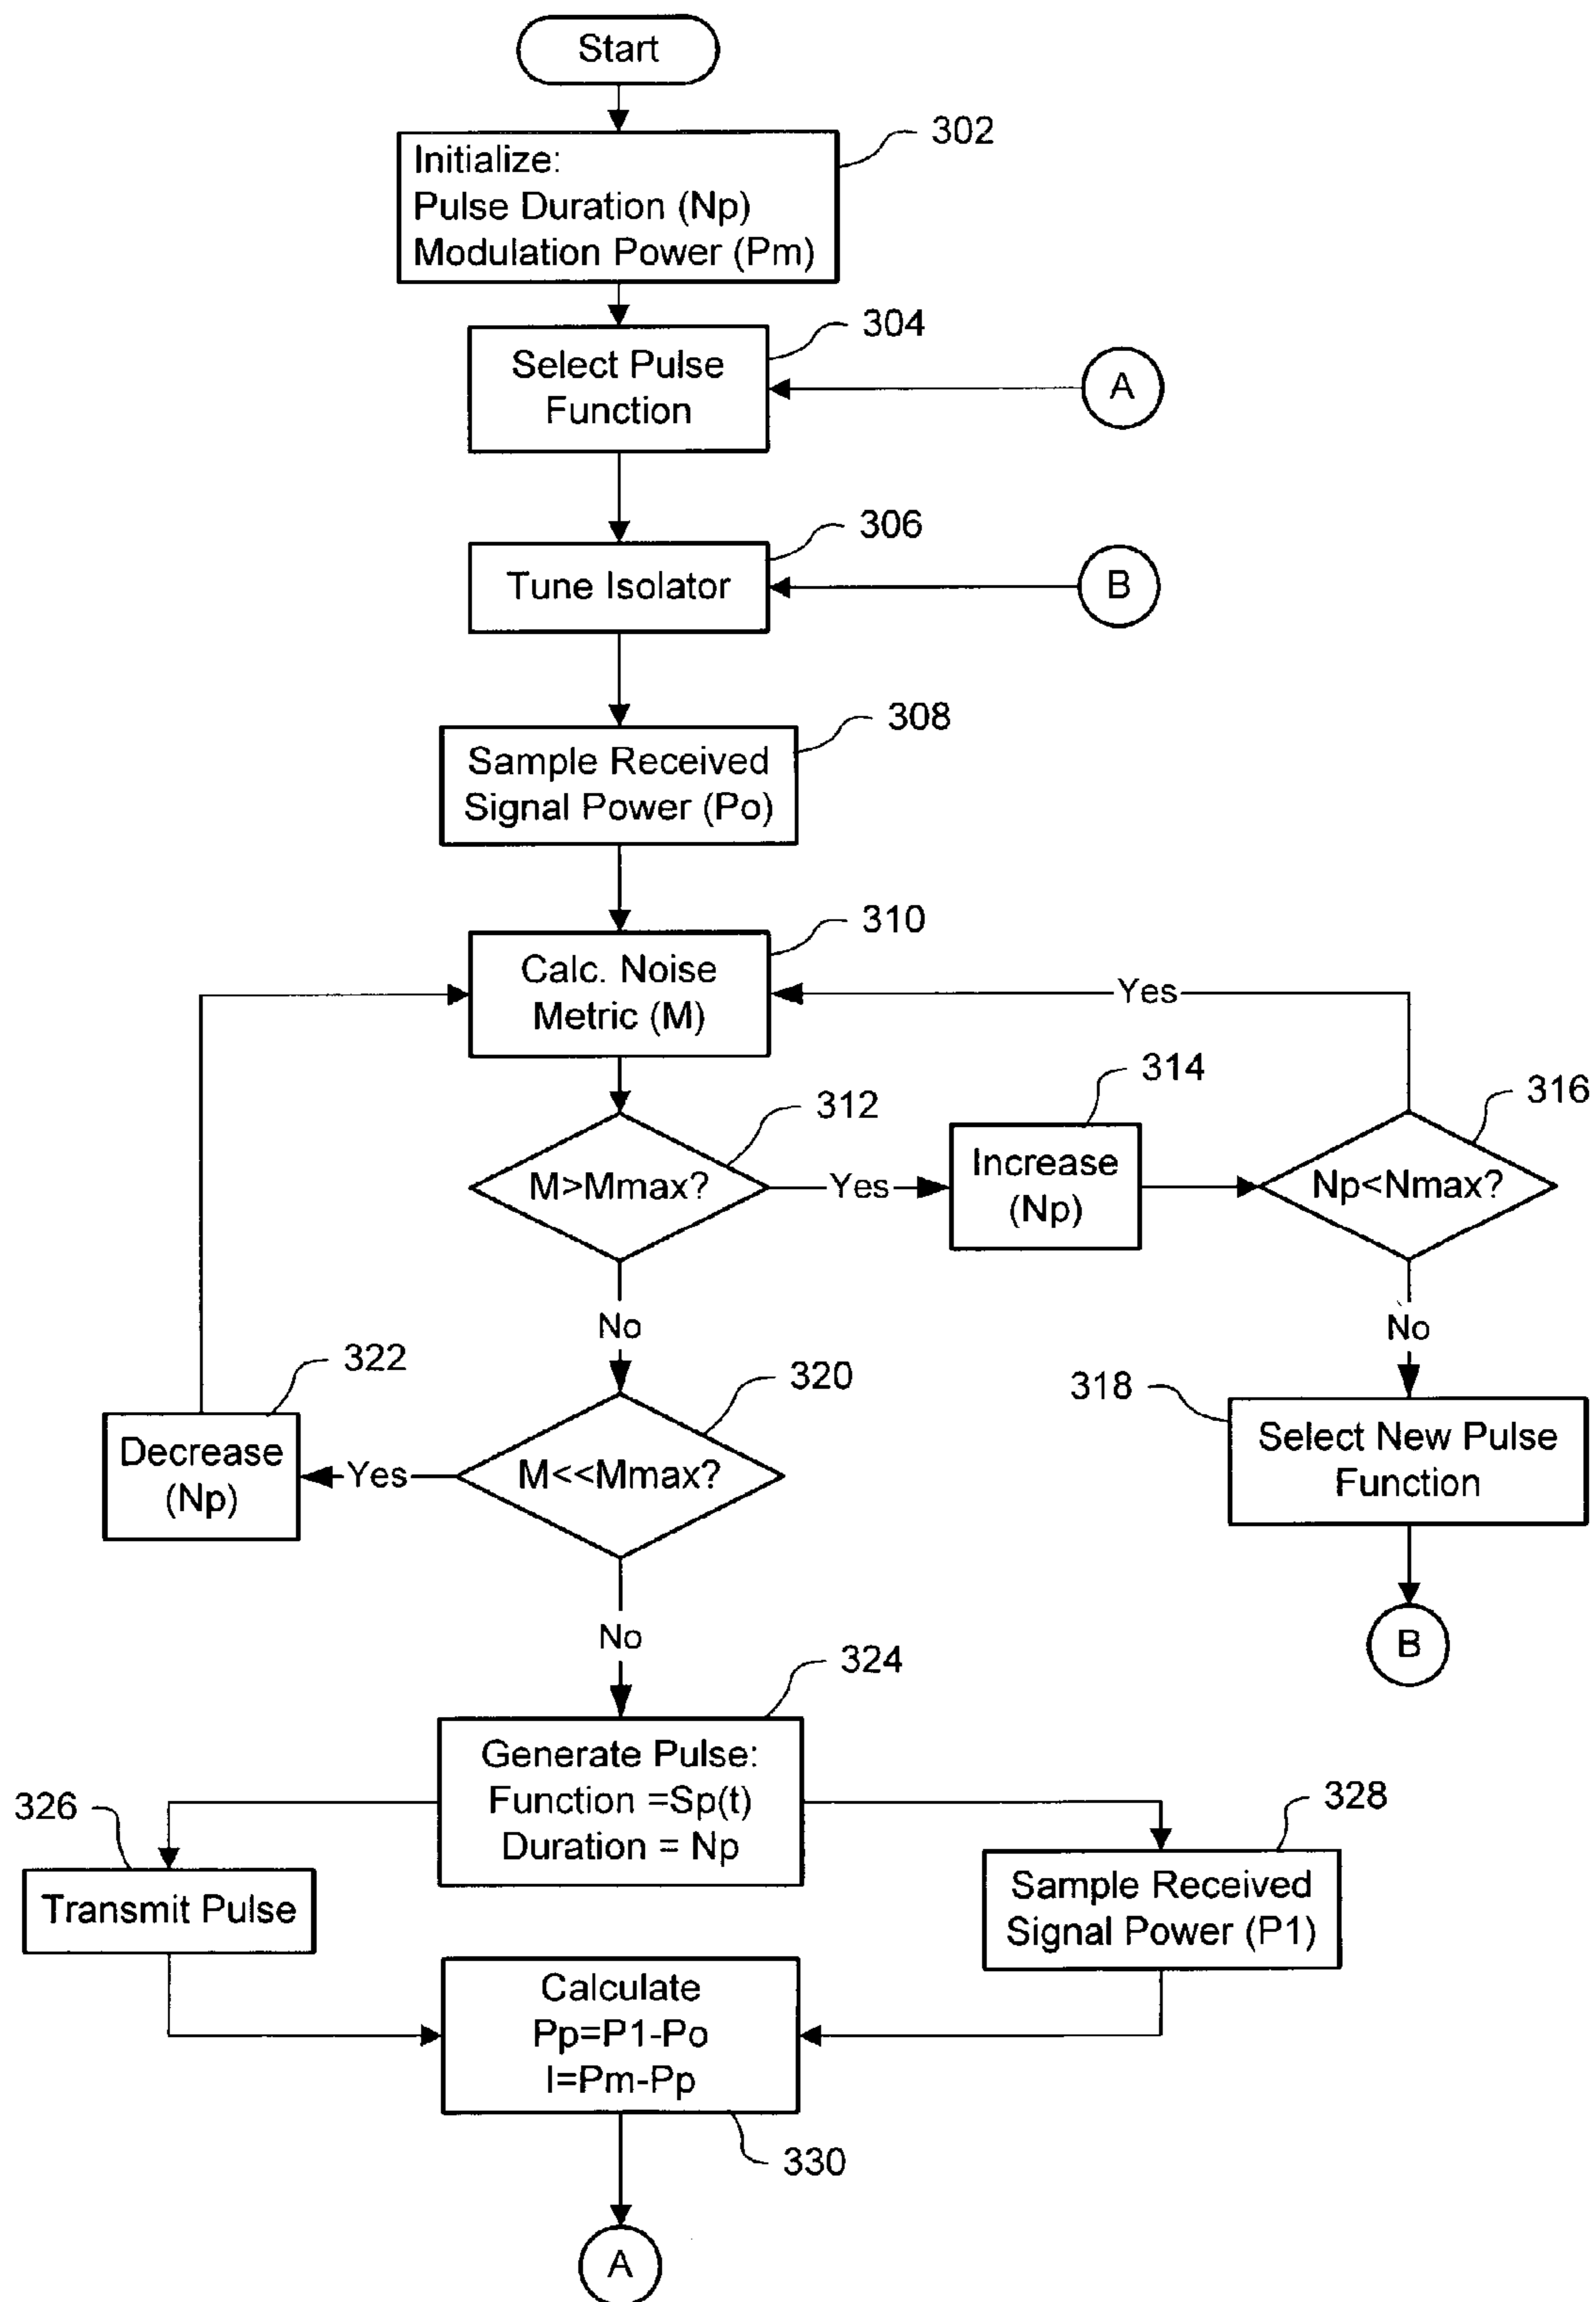 Start
302
Initialize:
Pulse Duration (Np)
Modulation Power (Pm)
304
Select Pulse
Function
A
306
Tune Isolator
B
308
Sample Received
Signal Power (Po)
310
Calc. Noise
Metric (M)
Yes
312
M>Mmax?
Yes
314
Increase
(Np)
316
Np<Nmax?
No
No
318
Select New Pulse
Function
B
320
M<<Mmax?
Yes
322
Decrease
(Np)
No
324
Generate Pulse:
Function =Sp(t)
Duration = Np
326
Transmit Pulse
328
Sample Received
Signal Power (P1)
Calculate
Pp=P1-Po
I=Pm-Pp
330
A